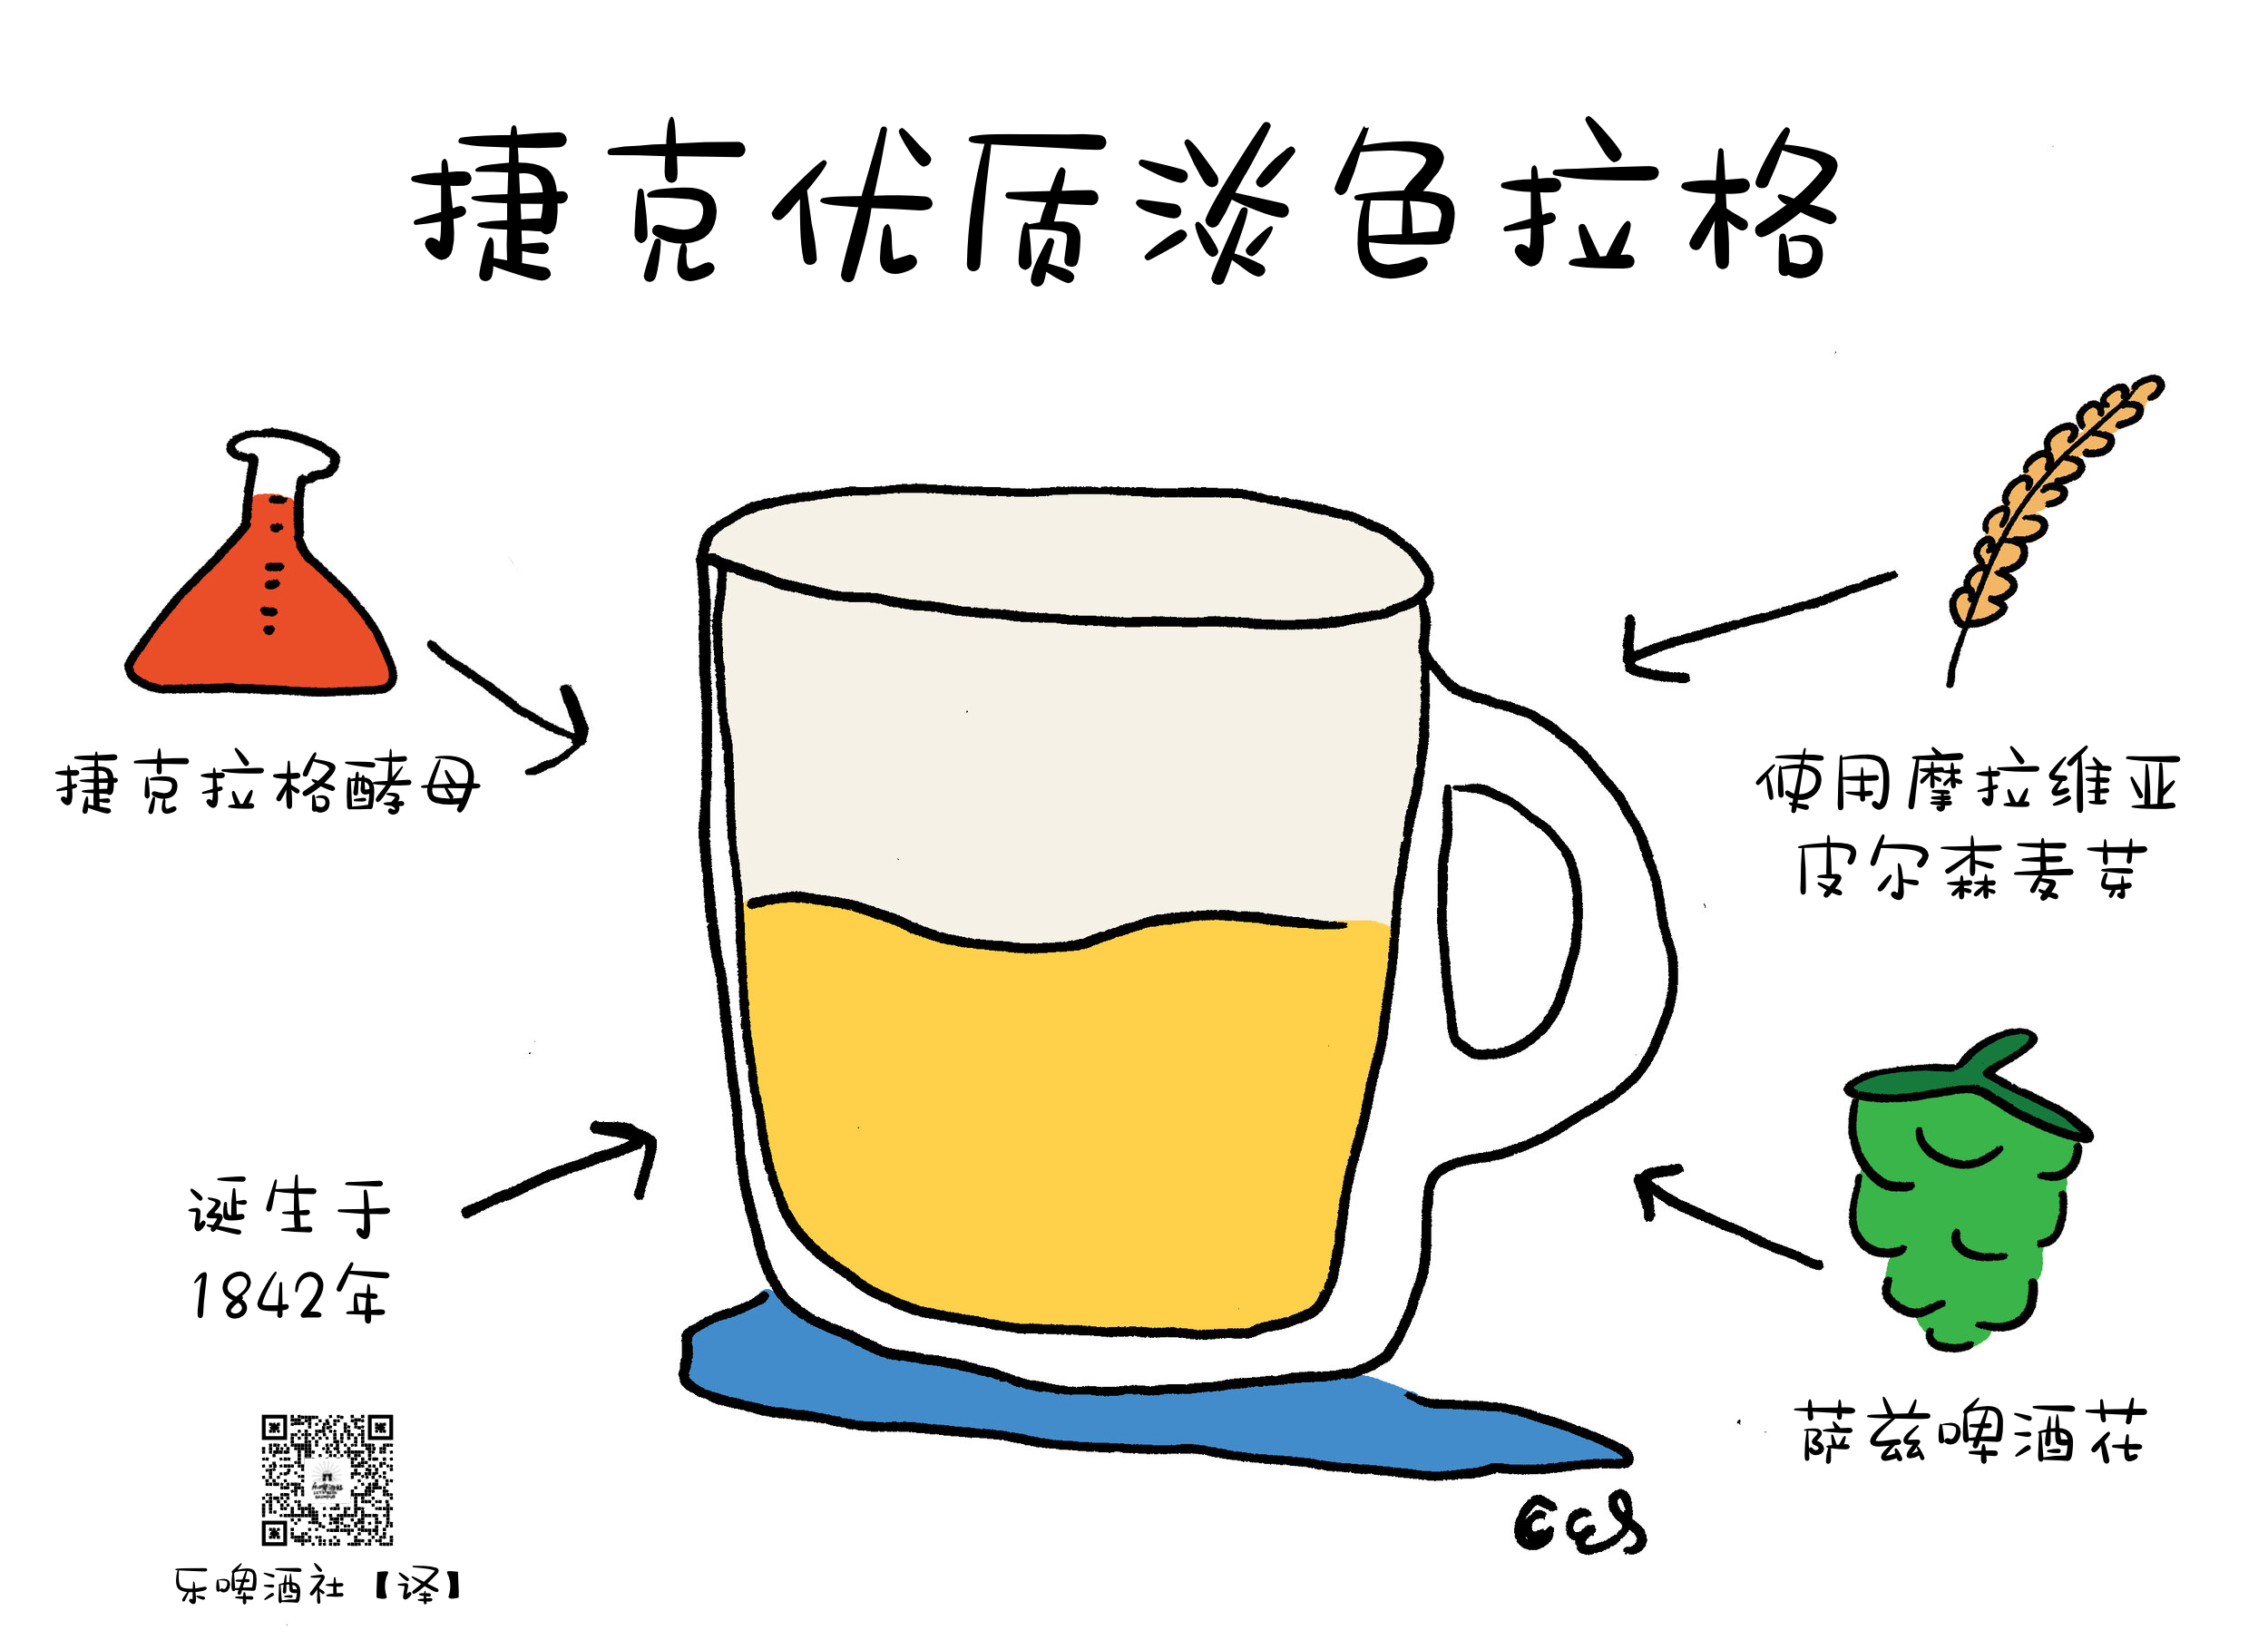 捷克优质淡色拉格
捷克拉格酵母
使用摩拉维亚
皮尔森麦芽
诞生于
1842年
萨兹啤酒花
乐啤酒社【译】